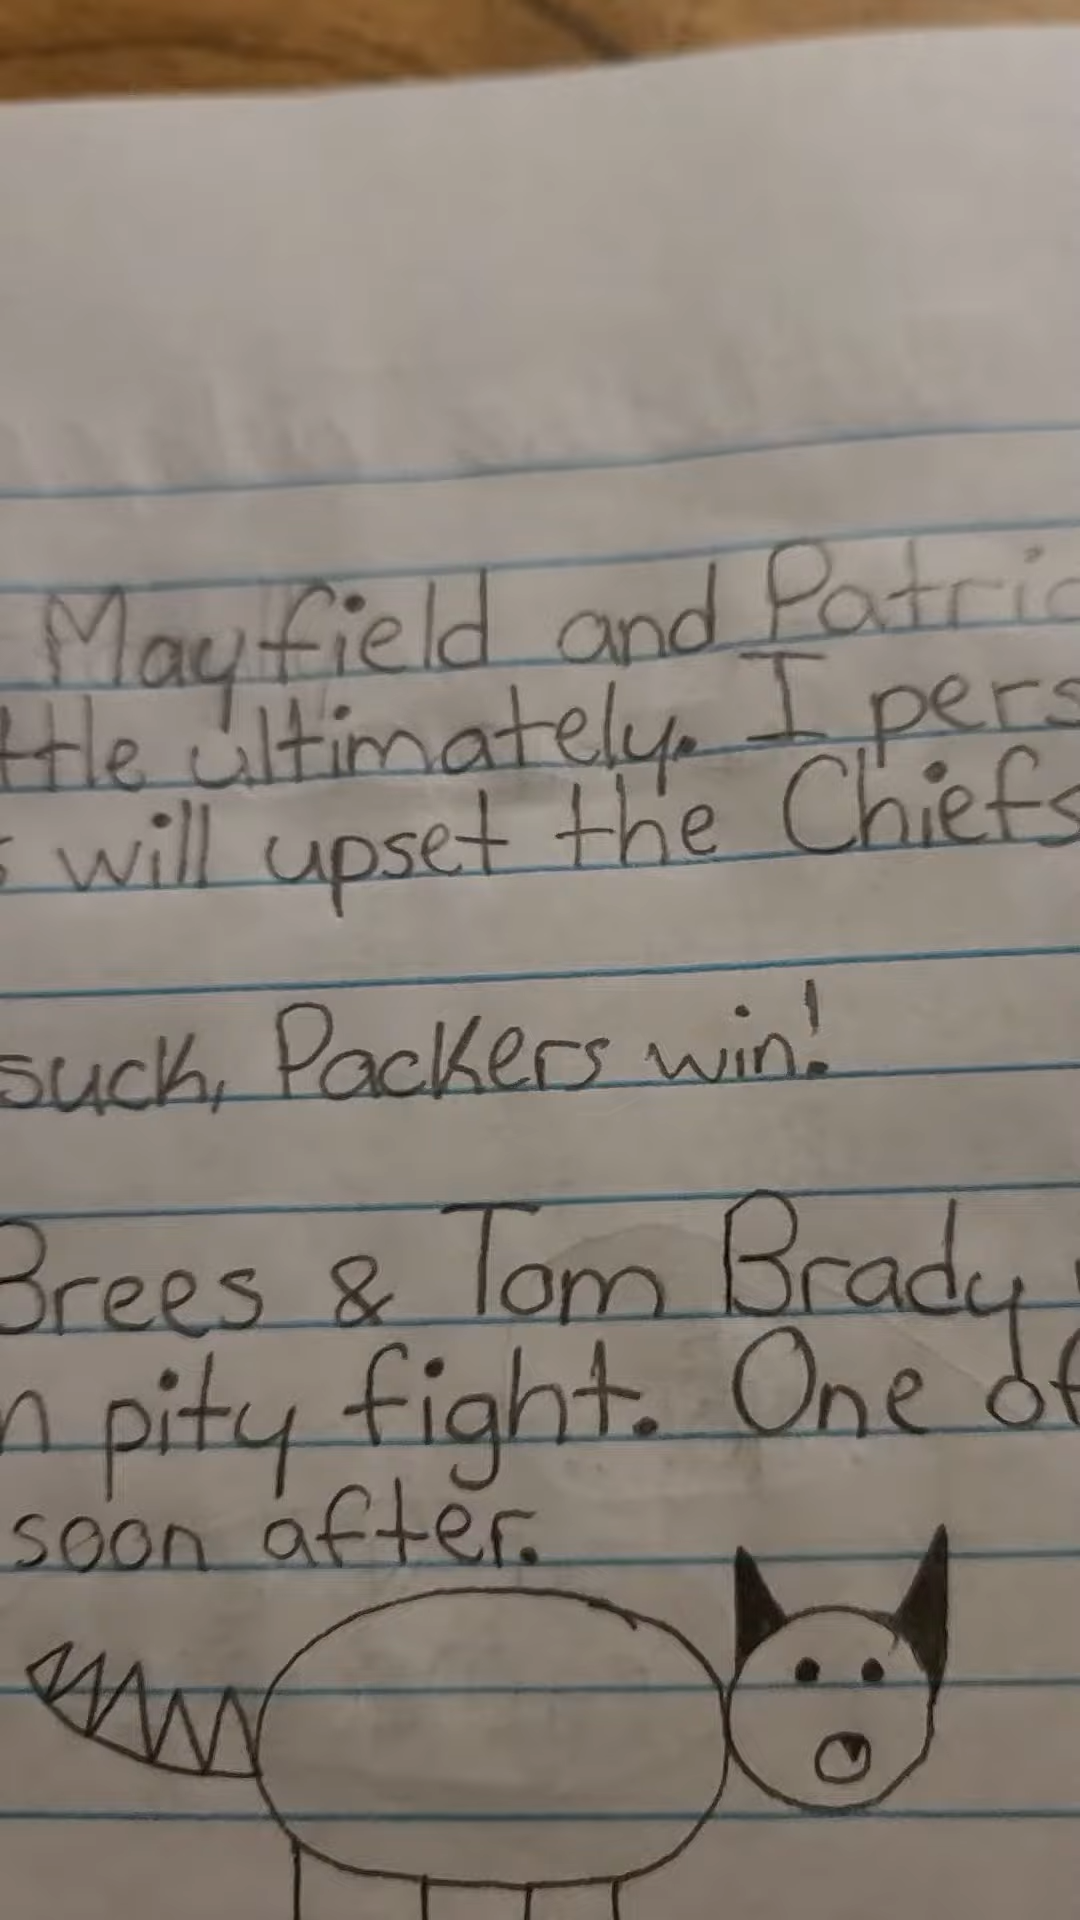 Mayfield and Patric
ttle ultimately. I pers
s will upset the Chiefs
suck, Packers win!
Brees & Tom Brady
n pity fight. One of
soon after.